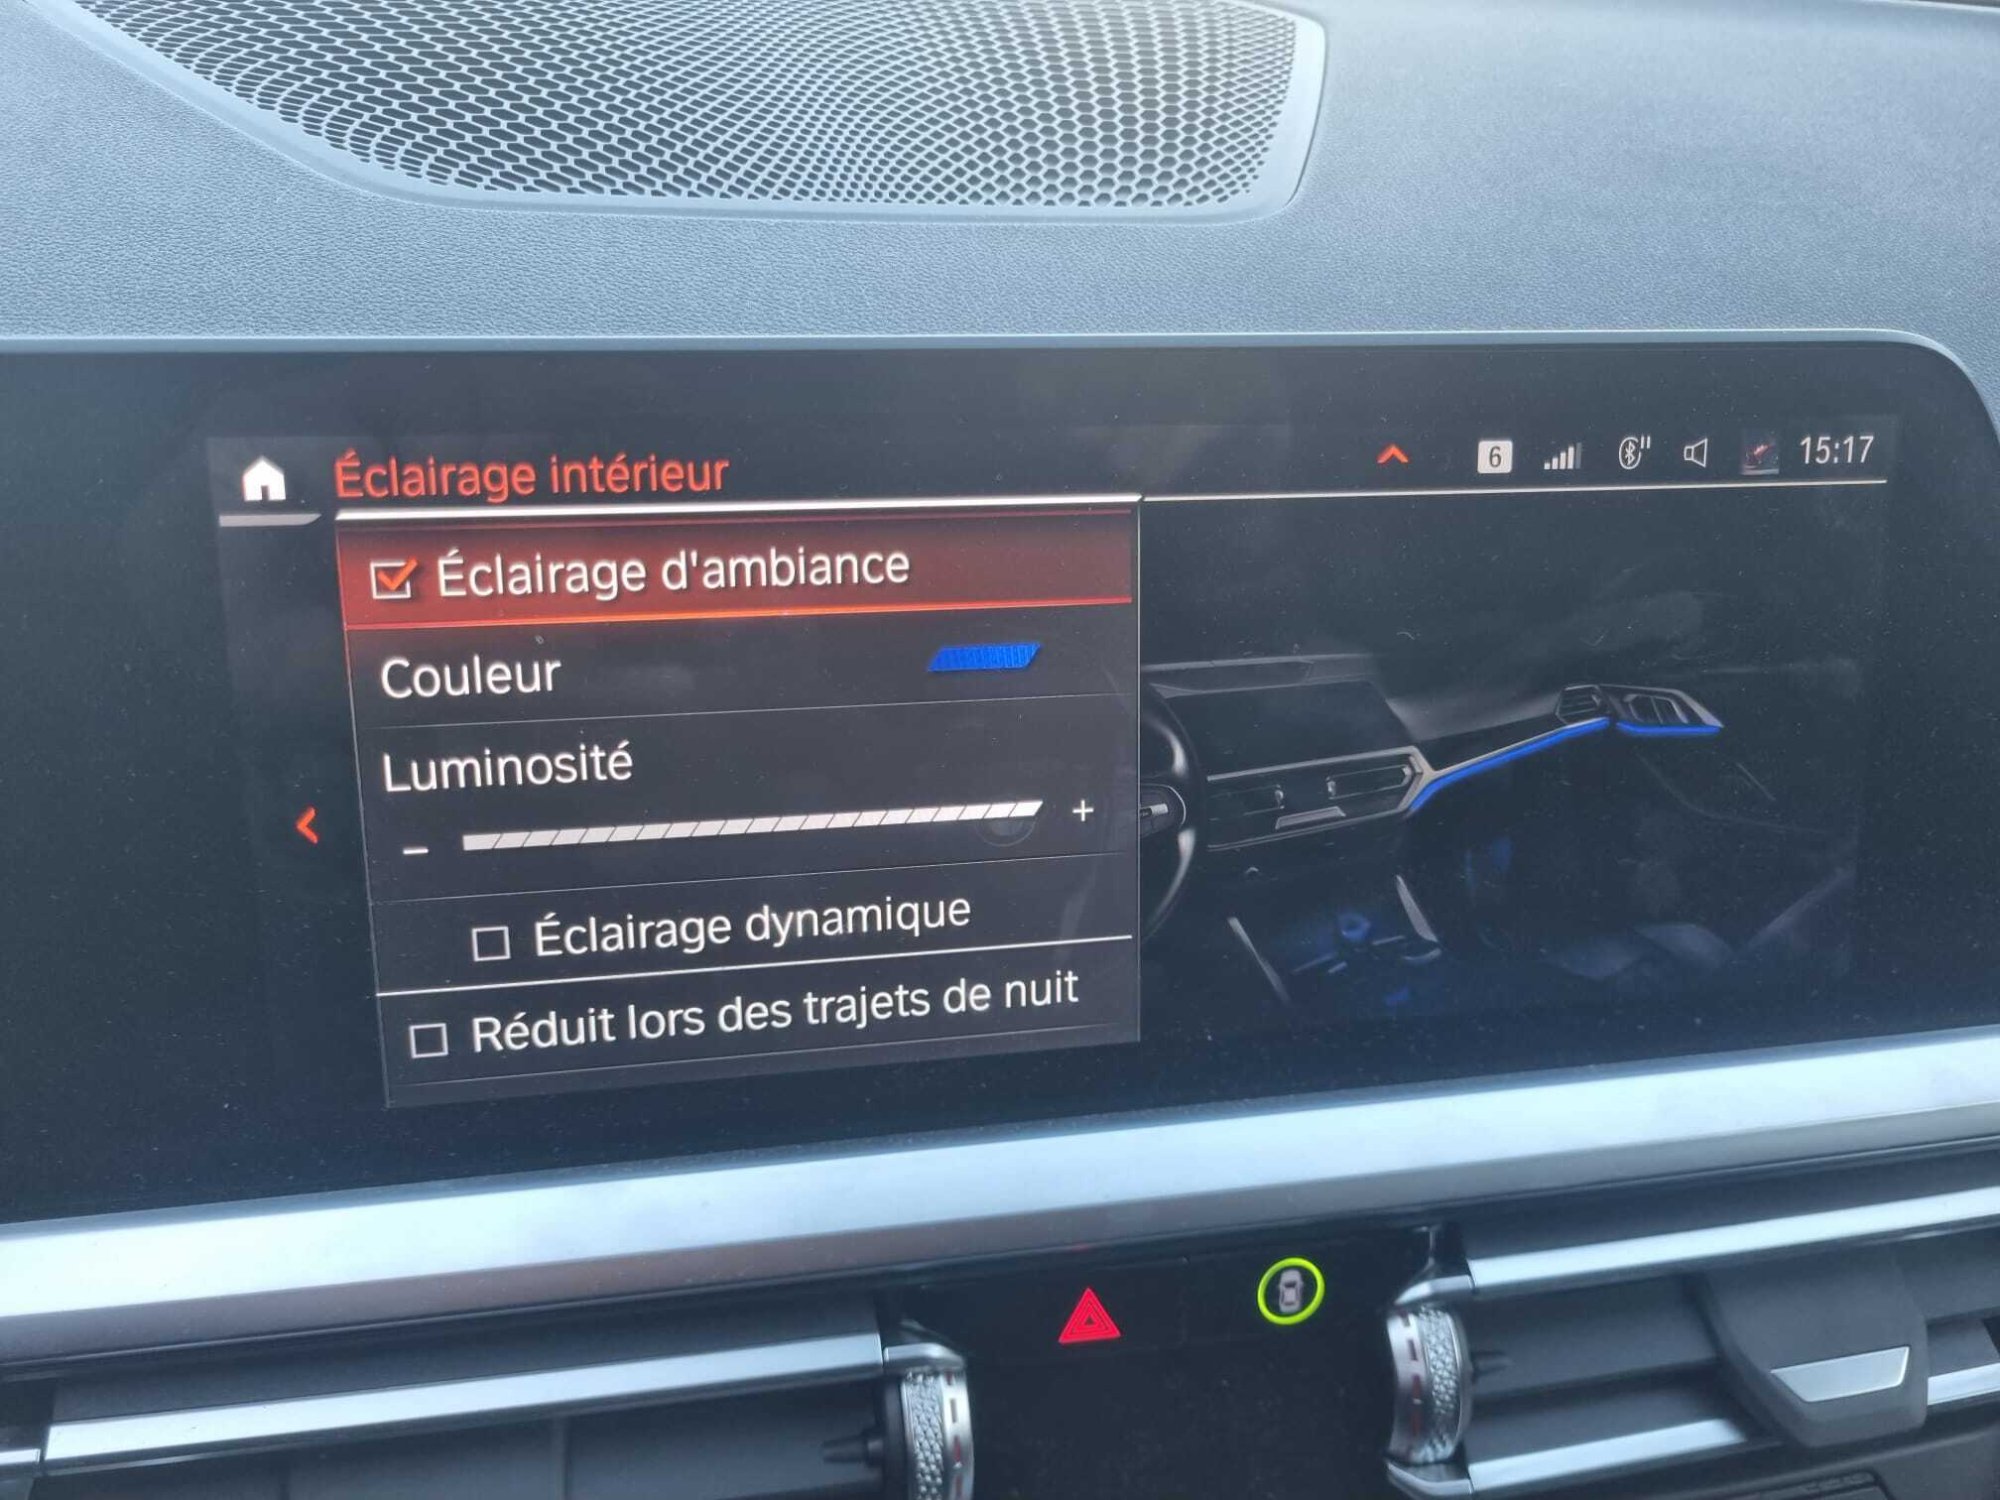 Éclairage intérieur
6
15:17
Éclairage d'ambiance
Couleur
Luminosité
- +
Éclairage dynamique
Réduit lors des trajets de nuit